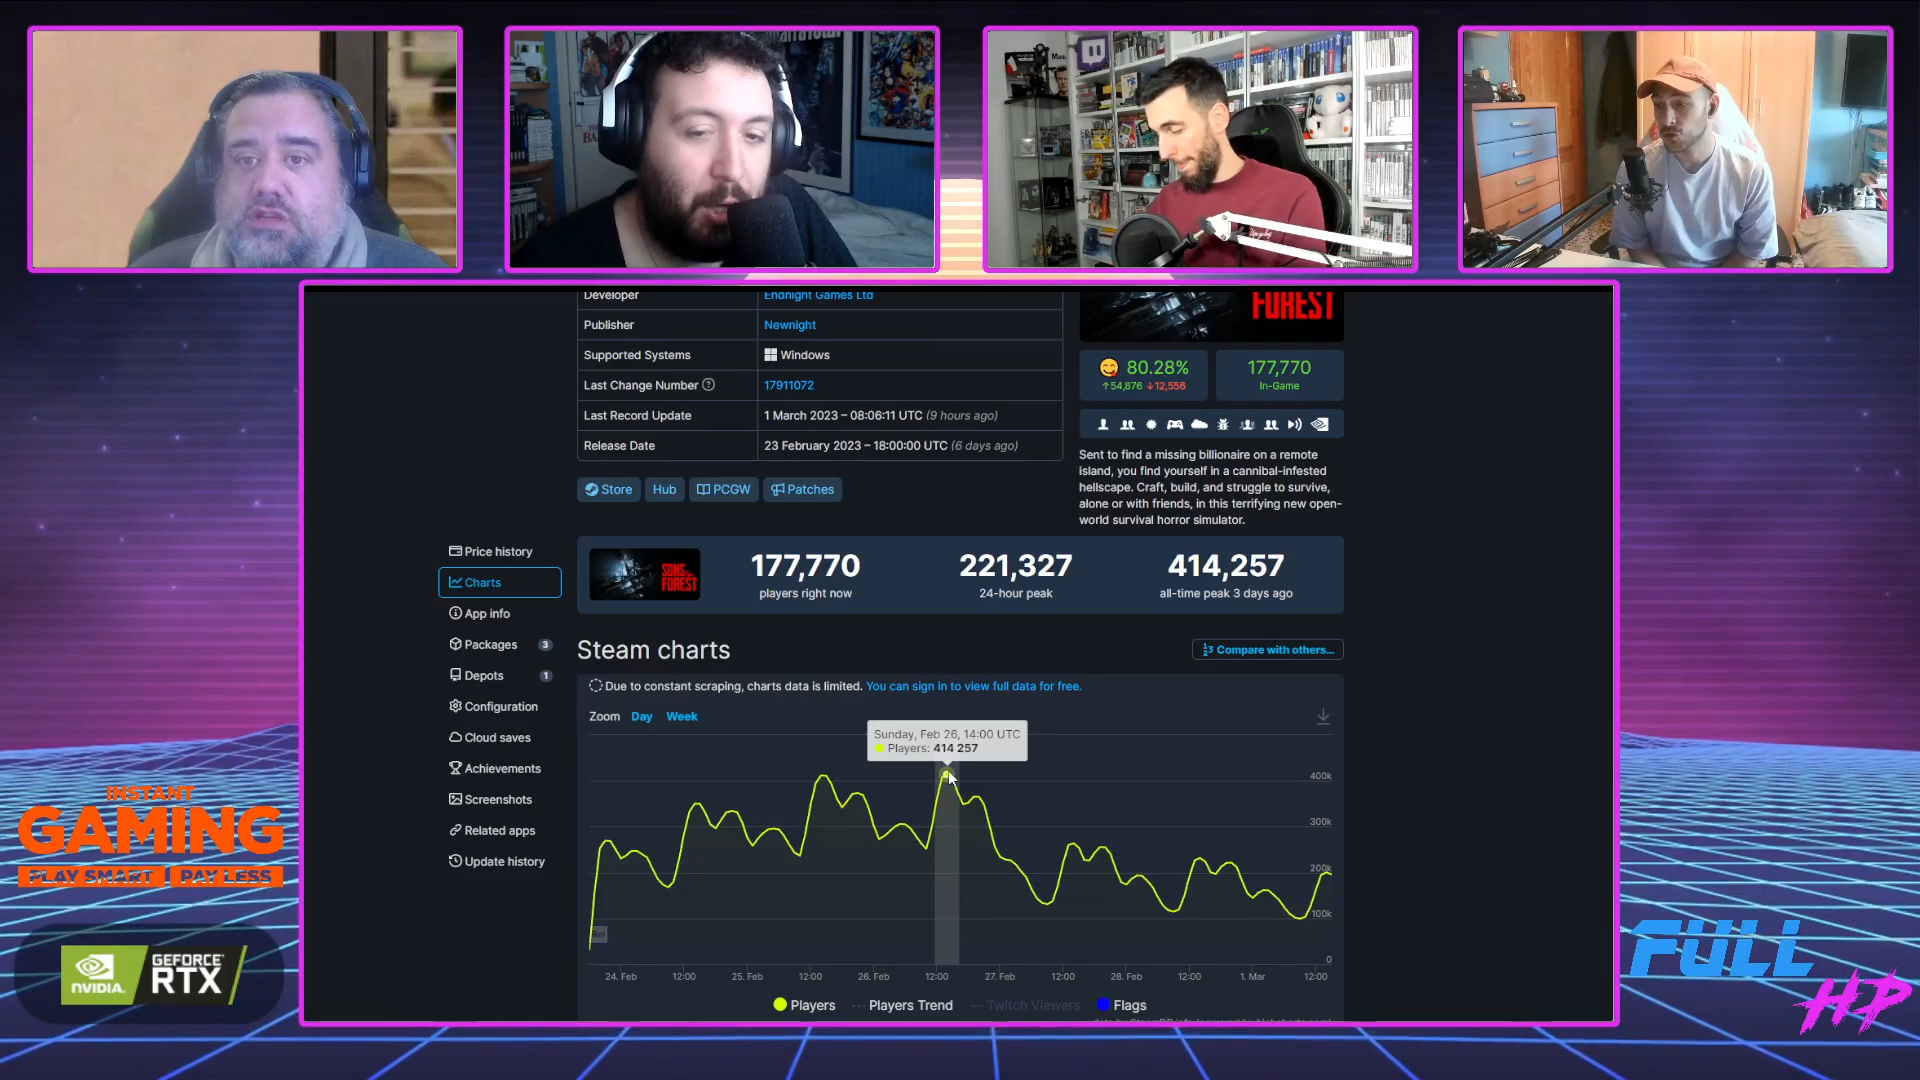 Developer Endnight Games Ltd
Publisher Newnight
Supported Systems Windows
Last Change Number 17911072
Last Record Update 1 March 2023 – 08:06:11 UTC (9 hours ago)
Release Date 23 February 2023 – 18:00:00 UTC (6 days ago)
Store Hub PCGW Patches
FOREST
80.28%
↑54,876 ↓12,556
177,770
In-Game
Sent to find a missing billionaire on a remote
island, you find yourself in a cannibal-infested
hellscape. Craft, build, and struggle to survive,
alone or with friends, in this terrifying new open-
world survival horror simulator.
Price history
Charts
App info
Packages 3
Depots 1
Configuration
Cloud saves
Achievements
Screenshots
Related apps
Update history
SONS
FOREST
177,770
players right now
221,327
24-hour peak
414,257
all-time peak 3 days ago
Steam charts
Compare with others...
Due to constant scraping, charts data is limited. You can sign in to view full data for free.
Zoom Day Week
Sunday, Feb 26, 14:00 UTC
Players: 414 257
400k
300k
200k
100k
0
24. Feb 12:00 25. Feb 12:00 26. Feb 12:00 27. Feb 12:00 28. Feb 12:00 1. Mar 12:00
Players Players Trend Twitch Viewers Flags
INSTANT
GAMING
PLAY SMART | PAY LESS
NVIDIA.
GEFORCE
RTX
FULL
HP